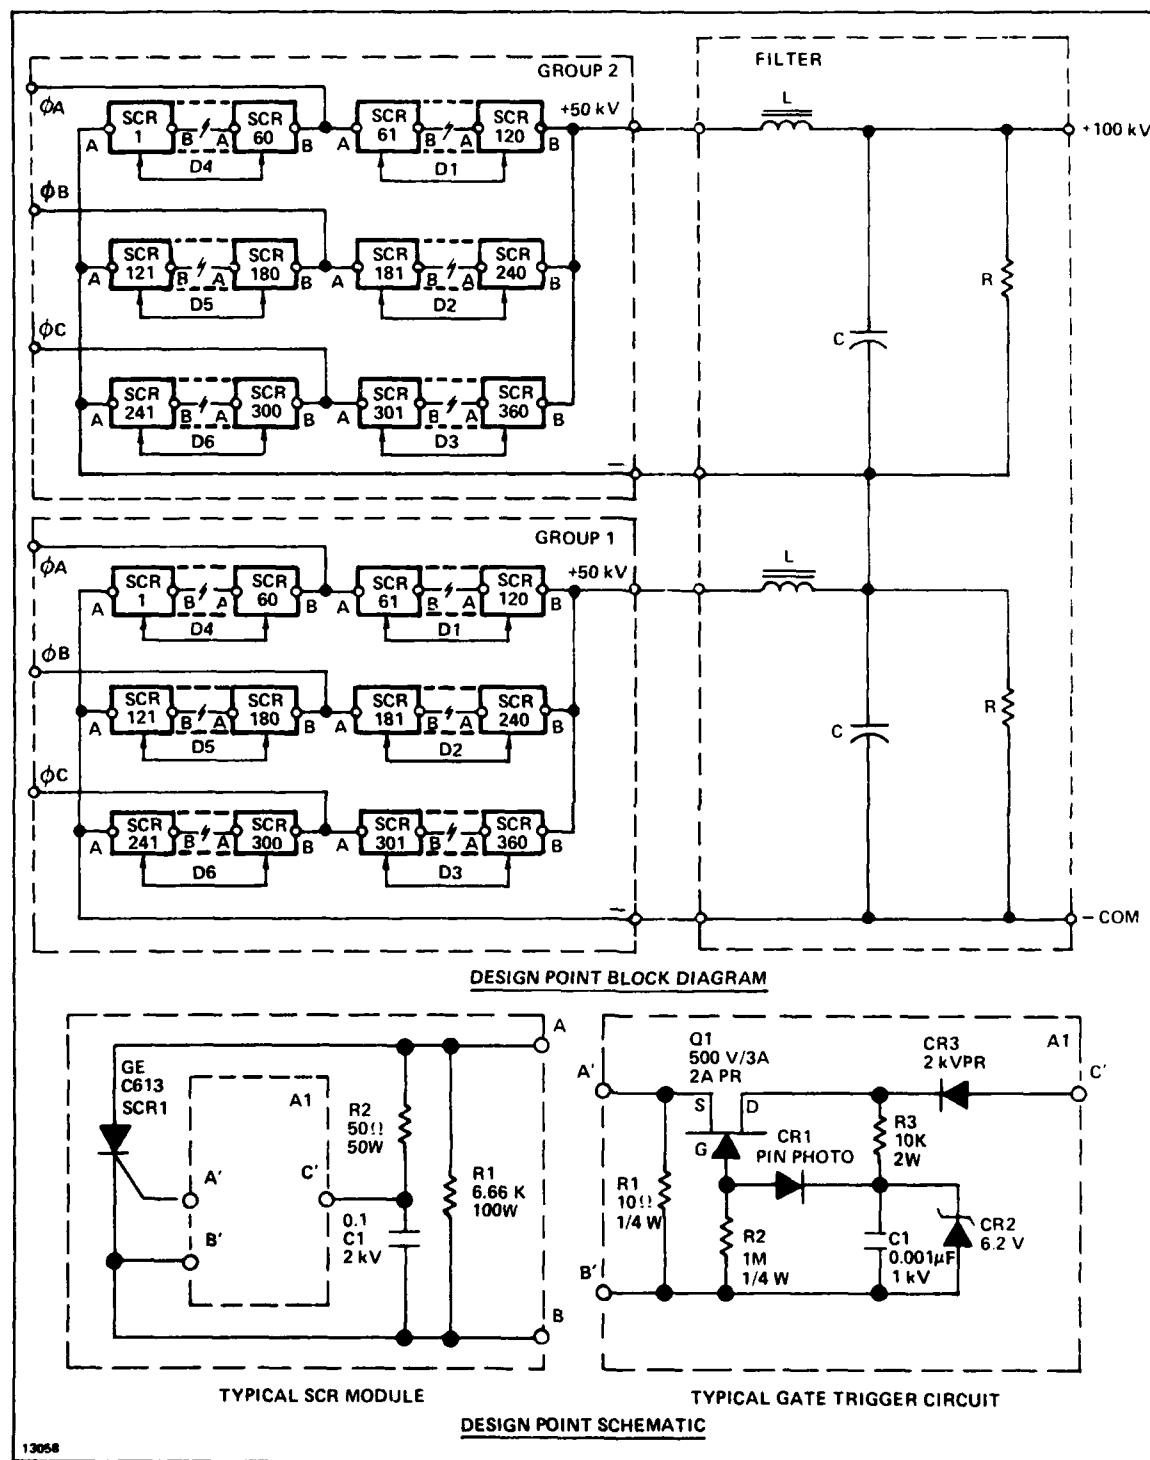 GROUP 2
FILTER
ΦA
SCR 1
SCR 60
SCR 61
SCR 120
+50 kV
L
+100 kV
A
B
A
B
A
B
A
B
D4
D1
ΦB
SCR 121
SCR 180
SCR 181
SCR 240
A
B
A
B
A
B
A
B
D5
D2
R
C
ΦC
SCR 241
SCR 300
SCR 301
SCR 360
A
B
A
B
A
B
A
B
D6
D3
−
GROUP 1
ΦA
SCR 1
SCR 60
SCR 61
SCR 120
+50 kV
L
A
B
A
B
A
B
A
B
D4
D1
ΦB
SCR 121
SCR 180
SCR 181
SCR 240
A
B
A
B
A
B
A
B
D5
D2
R
C
ΦC
SCR 241
SCR 300
SCR 301
SCR 360
A
B
A
B
A
B
A
B
D6
D3
−
− COM
DESIGN POINT BLOCK DIAGRAM
A
GE
C613
SCR1
A1
R2
50Ω
50W
A'
C'
R1
6.66 K
100W
B'
0.1
C1
2 kV
B
TYPICAL SCR MODULE
Q1
500 V/3A
2A PR
CR3
2 kVPR
A1
A'
C'
S
D
G
R3
10K
2W
CR1
PIN PHOTO
R1
10Ω
1/4 W
R2
1M
1/4 W
C1
0.001μF
1 kV
CR2
6.2 V
B'
TYPICAL GATE TRIGGER CIRCUIT
DESIGN POINT SCHEMATIC
13058